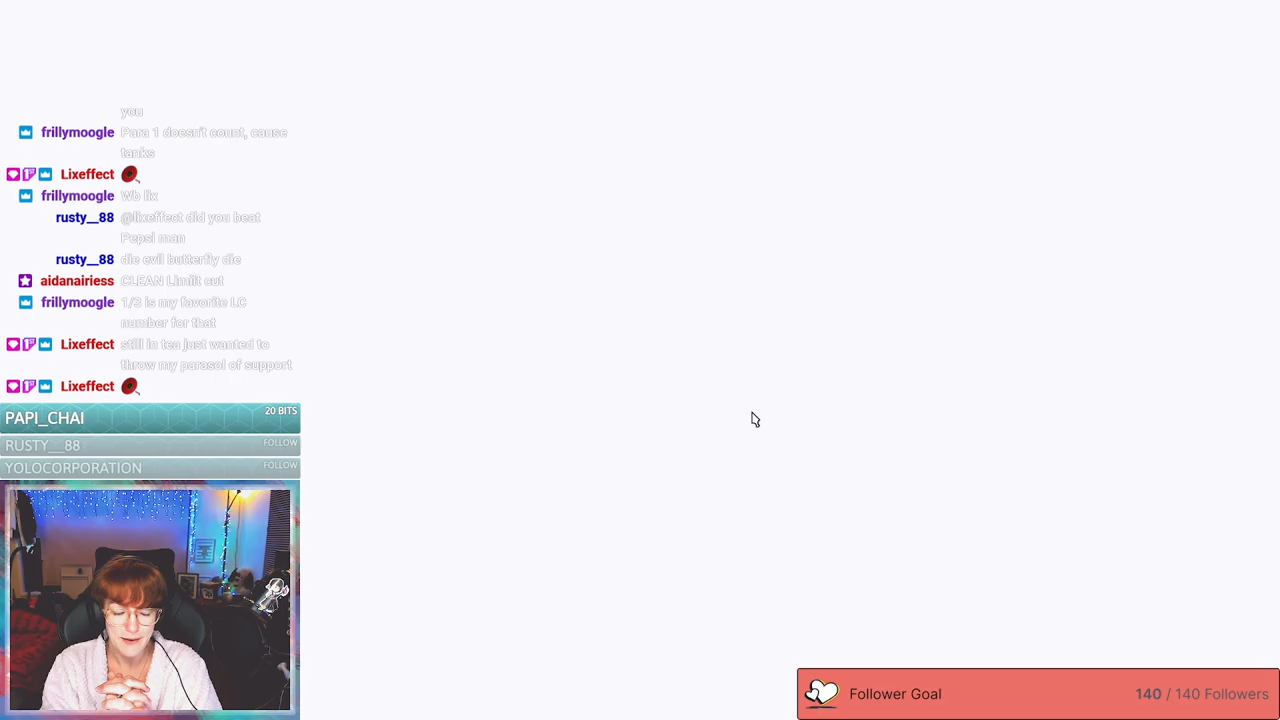 you
frillymoogle Para 1 doesn't count, cause
tanks
Lixeffect
frillymoogle Wb lix
rusty__88 @lixeffect did you beat
Pepsi man
rusty__88 die evil butterfly die
aidanairiess CLEAN Limiit cut
frillymoogle 1/3 is my favorite LC
number for that
Lixeffect still in tea just wanted to
throw my parasol of support
Lixeffect
PAPI_CHAI 20 BITS
RUSTY__88 FOLLOW
YOLOCORPORATION FOLLOW
Follower Goal 140 / 140 Followers